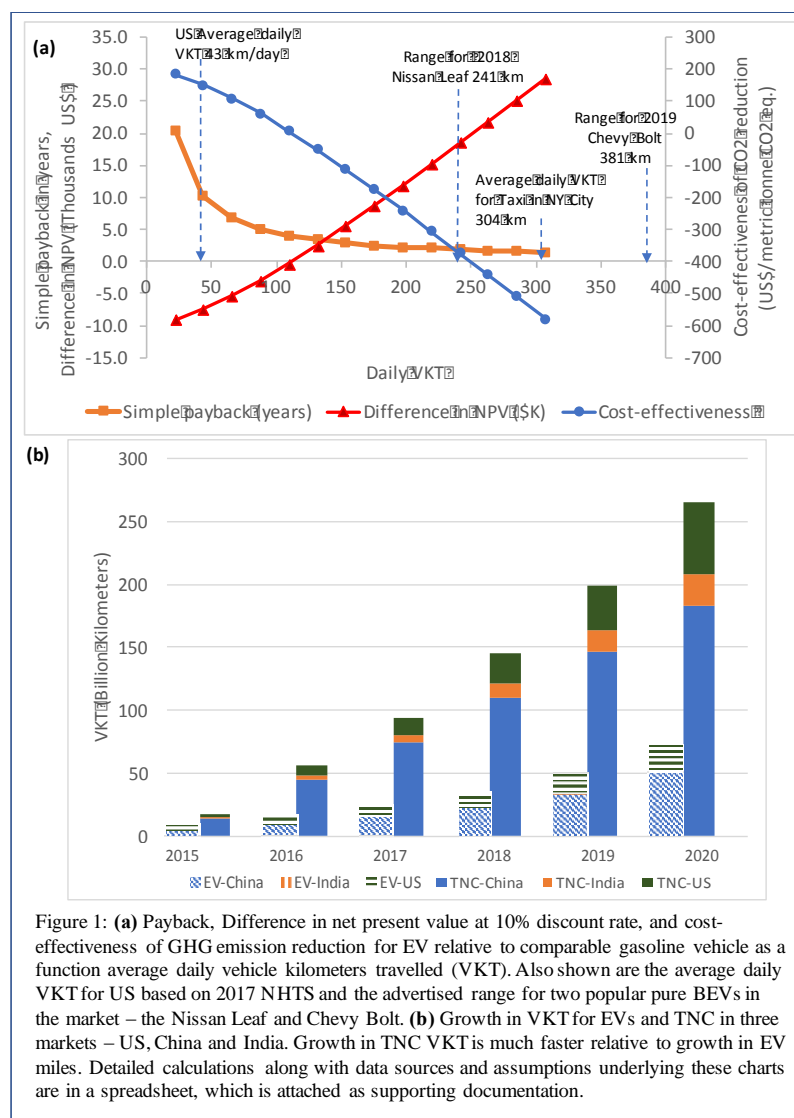 (a)
US Average daily
VKT 43 km/day
Range for 2018
Nissan Leaf 241 km
Range for 2019
Chevy Bolt
381 km
Average daily VKT
for Taxi in NY City
304 km
35.0
30.0
25.0
20.0
15.0
10.0
5.0
0.0
-5.0
-10.0
-15.0
Simple payback in years,
Difference in NPV (Thousands US$)
0
50
100
150
200
250
300
350
400
Daily VKT
300
200
100
0
-100
-200
-300
-400
-500
-600
-700
Cost-effectiveness of CO2 reduction
(US$/metric tonne CO2 eq.)
Simple payback (years)
Difference in NPV ($K)
Cost-effectiveness
(b)
300
250
200
150
100
50
0
VKT (Billion Kilometers)
2015
2016
2017
2018
2019
2020
EV-China
EV-India
EV-US
TNC-China
TNC-India
TNC-US
Figure 1: (a) Payback, Difference in net present value at 10% discount rate, and cost-
effectiveness of GHG emission reduction for EV relative to comparable gasoline vehicle as a
function average daily vehicle kilometers travelled (VKT). Also shown are the average daily
VKT for US based on 2017 NHTS and the advertised range for two popular pure BEVs in
the market – the Nissan Leaf and Chevy Bolt. (b) Growth in VKT for EVs and TNC in three
markets – US, China and India. Growth in TNC VKT is much faster relative to growth in EV
miles. Detailed calculations along with data sources and assumptions underlying these charts
are in a spreadsheet, which is attached as supporting documentation.